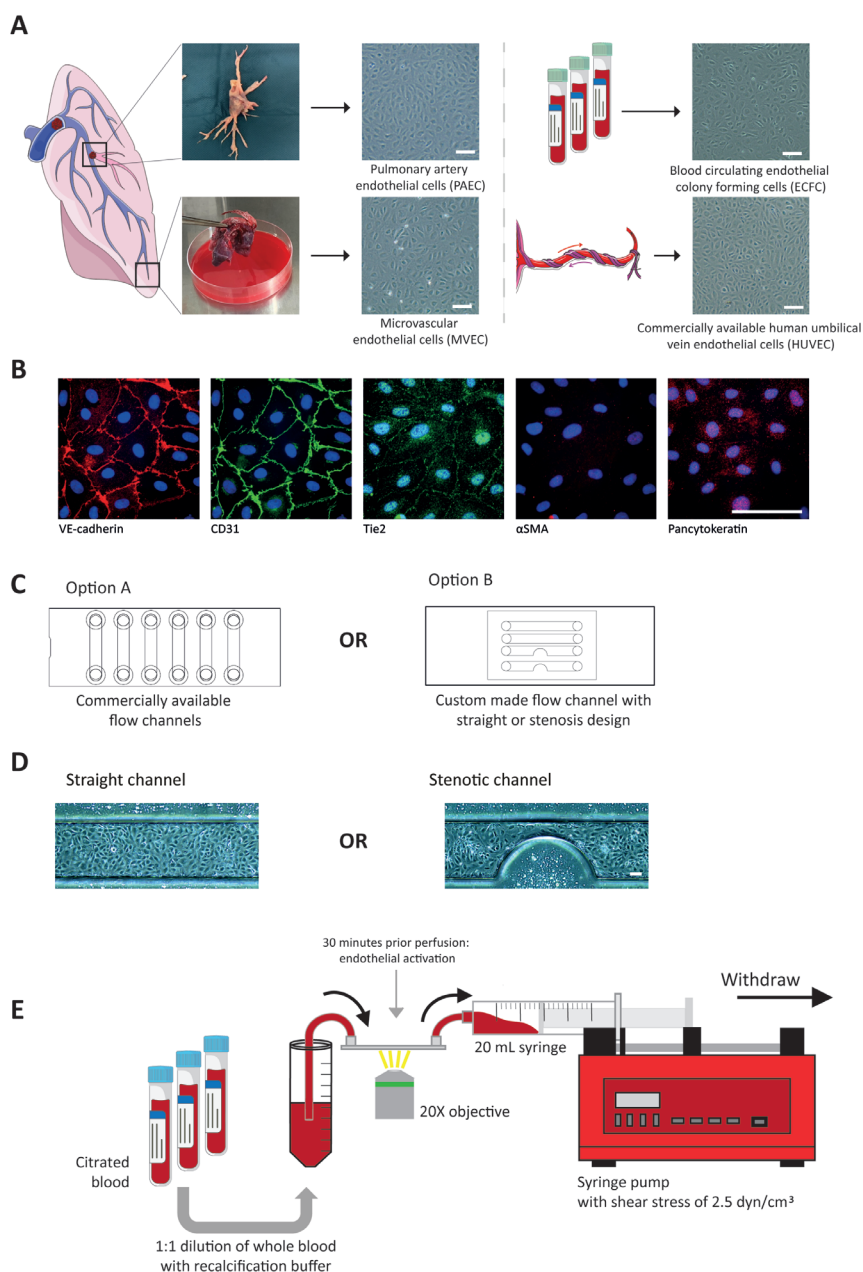 A
Pulmonary artery
endothelial cells (PAEC)
Blood circulating endothelial
colony forming cells (ECFC)
Microvascular
endothelial cells (MVEC)
Commercially available human umbilical
vein endothelial cells (HUVEC)
B
VE-cadherin
CD31
Tie2
αSMA
Pancytokeratin
C
Option A
OR
Option B
Commercially available
flow channels
Custom made flow channel with
straight or stenosis design
D
Straight channel
OR
Stenotic channel
30 minutes prior perfusion:
endothelial activation
E
Withdraw
20 mL syringe
20X objective
Citrated
blood
Syringe pump
with shear stress of 2.5 dyn/cm³
1:1 dilution of whole blood
with recalcification buffer